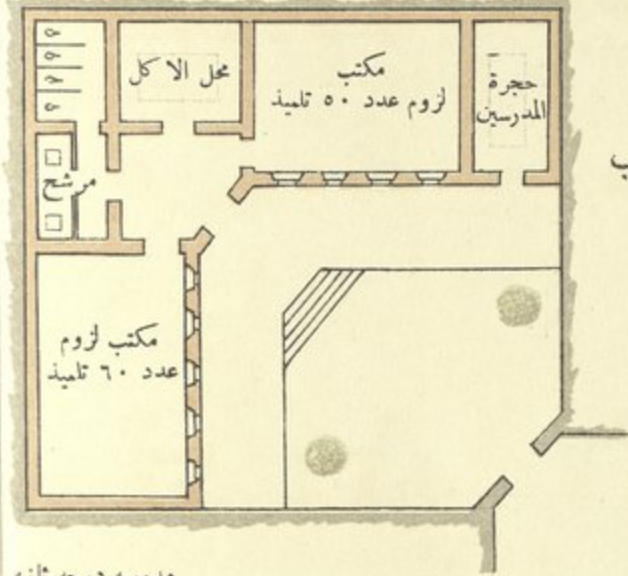 محل الاكل
مكتب
لزوم عدد ٥٠ تلميذ
حجرة
المدرسين
مرشح
مكتب لزوم
عدد ٦٠ تلميذ